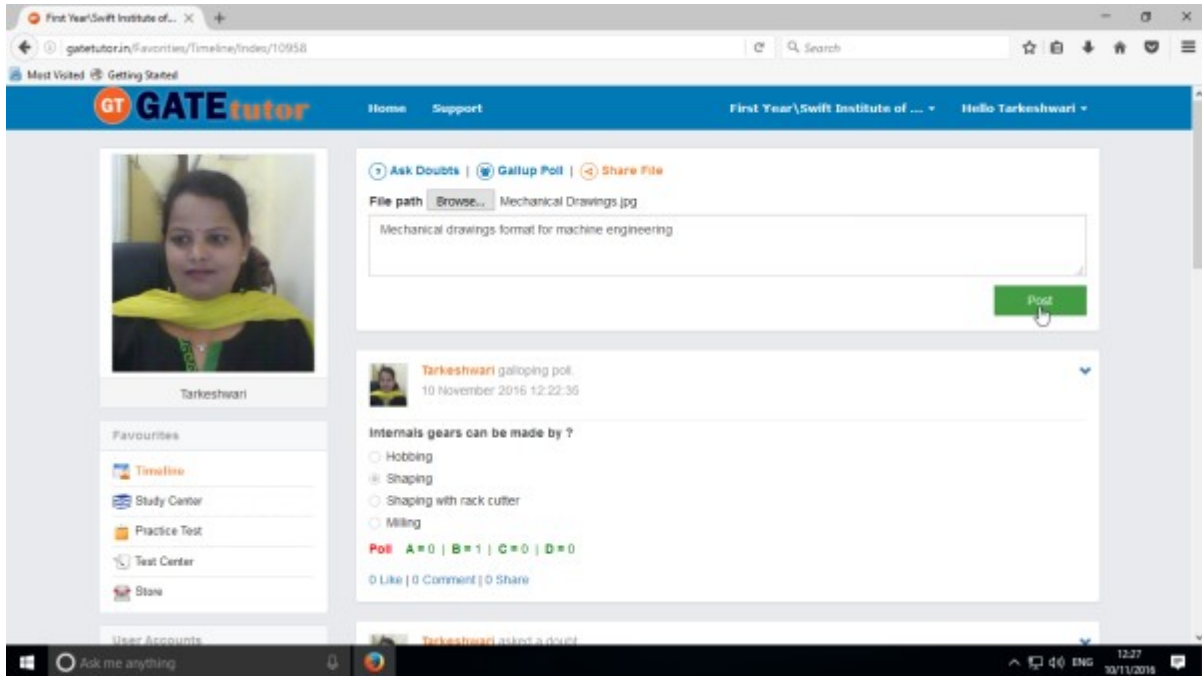 First Year\Swift Institute of...
gatetutor.in/Favorities/Timeline/Index/10958
Search
Most Visited Getting Started
GT GATEtutor
Home Support First Year\Swift Institute of ... Hello Tarkeshwari
Ask Doubts | Gallup Poll | Share File
File path Browse... Mechanical Drawings.jpg
Mechanical drawings format for machine engineering
Post
Tarkeshwari
Favourites
Timeline
Study Center
Practice Test
Test Center
Store
User Accounts
Tarkeshwari galloping poll.
10 November 2016 12:22:36
Internals gears can be made by ?
Hobbing
Shaping
Shaping with rack cutter
Milling
Poll A = 0 | B = 1 | C = 0 | D = 0
0 Like | 0 Comment | 0 Share
Tarkeshwari asked a doubt
Ask me anything
ENG
12:27
10/11/2016